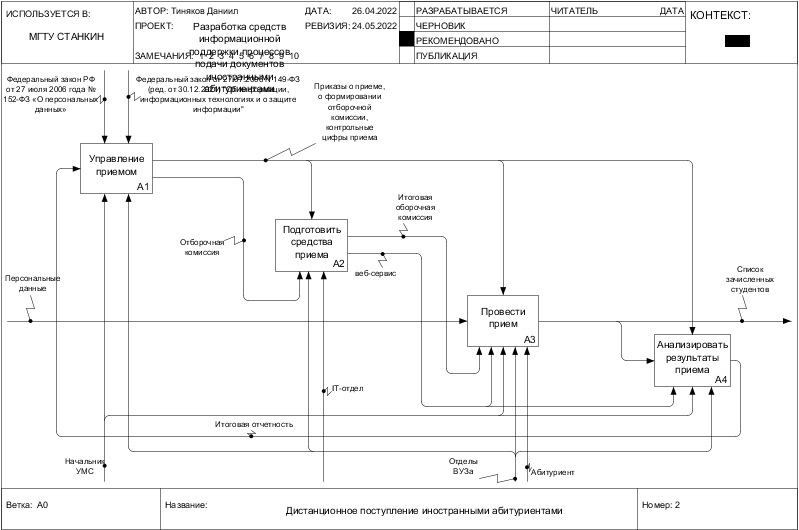 ИСПОЛЬЗУЕТСЯ В:
МГТУ СТАНКИН
АВТОР: Тиняков Даниил
ДАТА: 26.04.2022
ПРОЕКТ: Разработка средств
информационной
поддержки процессов
подачи документов
иностранными
абитуриентами
РЕВИЗИЯ: 24.05.2022
ЗАМЕЧАНИЯ: 1 2 3 4 5 6 7 8 9 10
РАЗРАБАТЫВАЕТСЯ
ЧЕРНОВИК
РЕКОМЕНДОВАНО
ПУБЛИКАЦИЯ
ЧИТАТЕЛЬ ДАТА
КОНТЕКСТ:
Федеральный закон РФ
от 27 июля 2006 года №
152-ФЗ «О персональных
данных»
Федеральный закон от 27.07.2006 N 149-ФЗ
(ред. от 30.12.2021) "Об информации,
информационных технологиях и о защите
информации"
Приказы о приеме,
о формировании
отборочной
комиссии,
контрольные
цифры приема
Управление
приемом
A1
Отборочная
комиссия
Подготовить
средства
приема
A2
Итоговая
оборочная
комиссия
веб-сервис
Персональные
данные
Провести
прием
A3
Список
зачисленных
студентов
Анализировать
результаты
приема
A4
IT-отдел
Итоговая отчетность
Начальник
УМС
Отделы
ВУЗа
Абитуриент
Ветка: A0
Название: Дистанционное поступление иностранными абитуриентами
Номер: 2